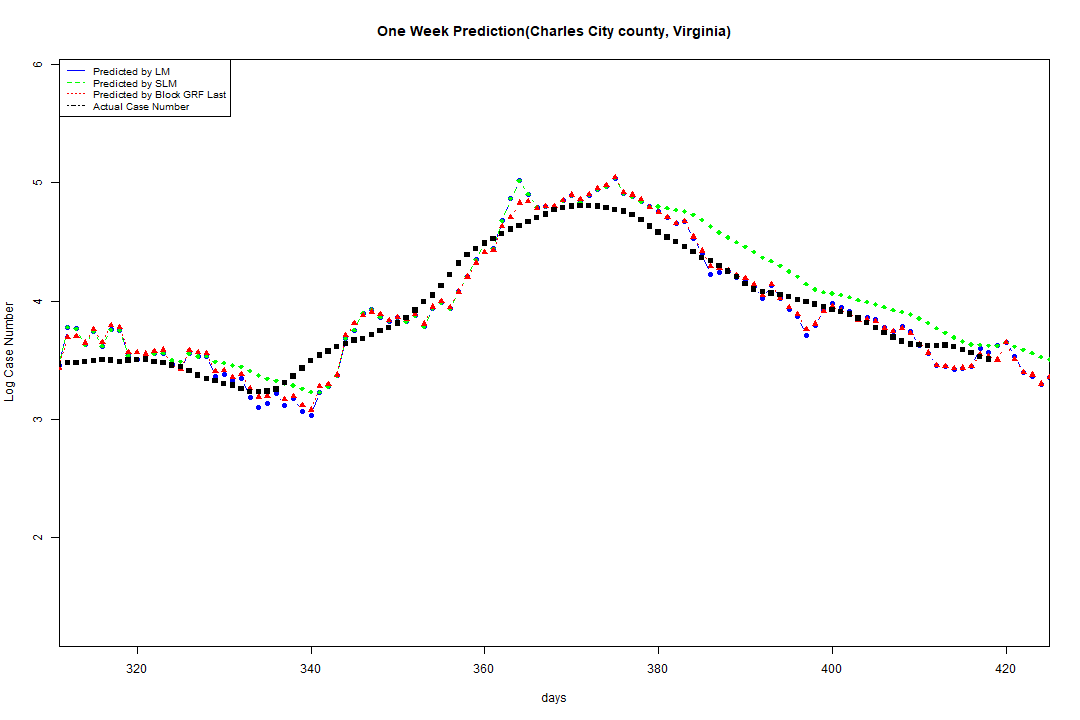 One Week Prediction(Charles City county, Virginia)
Predicted by LM
Predicted by SLM
Predicted by Block GRF Last
Actual Case Number
6
5
4
3
2
Log Case Number
320 340 360 380 400 420
days